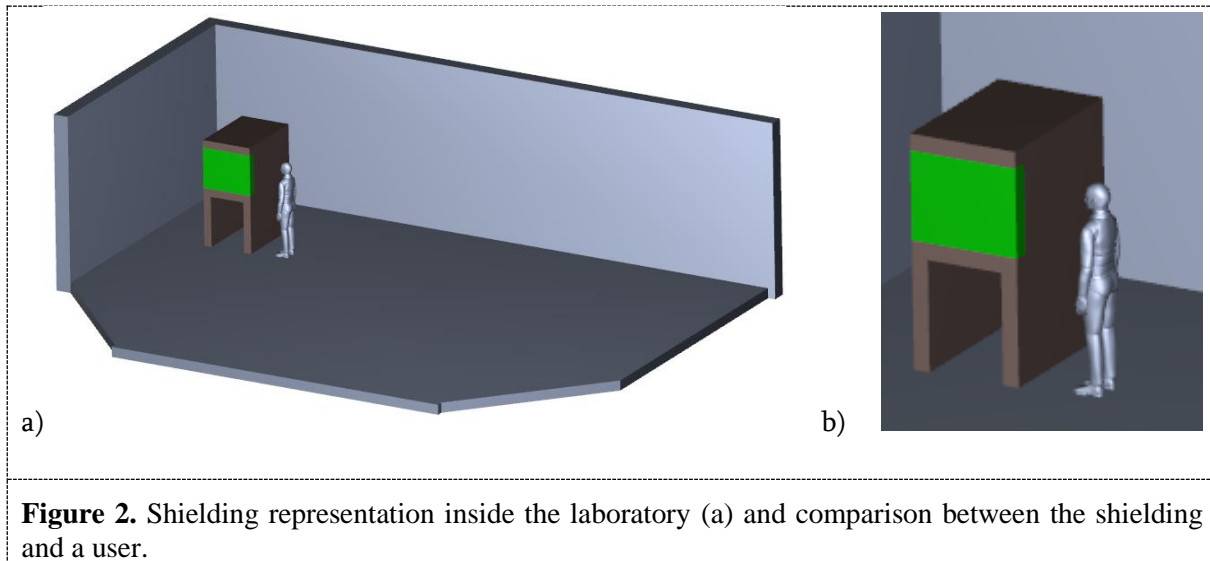 a)
b)
Figure 2. Shielding representation inside the laboratory (a) and comparison between the shielding
and a user.